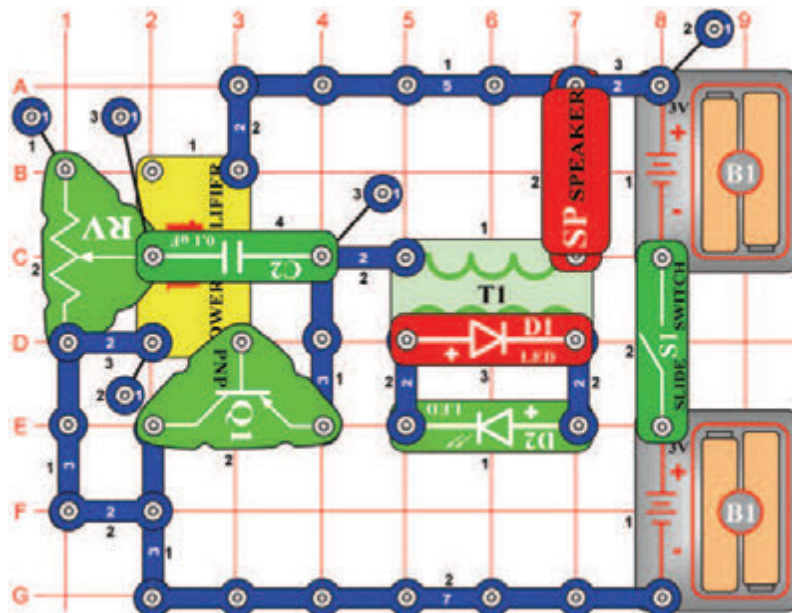 1 2 3 4 5 6 7 8 9
A
B
C
D
E
F
G
1 5
3 2
2 1
3V
+
-
B1
1
1 1
3 1
1
2 2
2
SP SPEAKER
3 1
RV
2
4
0.1uF
C2
2
2
1
T1
2
S1
SLIDE SWITCH
2
3
D1
LED
+
3
PNP
Q1
2
3 1
2 2
2 2
LED
D2
+
1
2 1
3V
+
-
B1
1
1 3
2
2
3 1
2
7